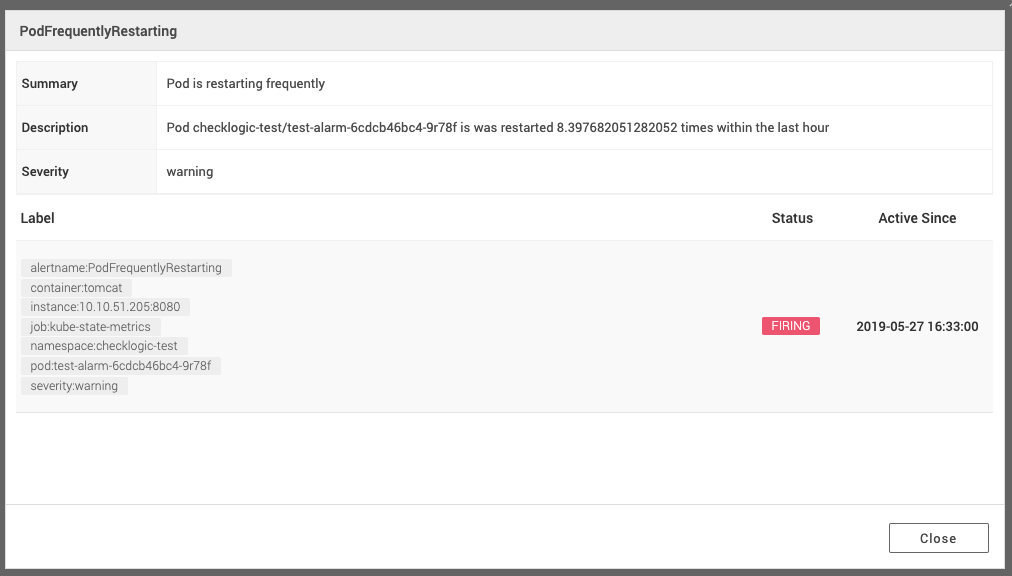 PodFrequentlyRestarting
Summary Pod is restarting frequently
Description Pod checklogic-test/test-alarm-6cdcb46bc4-9r78f is was restarted 8.397682051282052 times within the last hour
Severity warning
Label Status Active Since
alertname:PodFrequentlyRestarting
container:tomcat
instance:10.10.51.205:8080
job:kube-state-metrics FIRING 2019-05-27 16:33:00
namespace:checklogic-test
pod:test-alarm-6cdcb46bc4-9r78f
severity:warning
Close